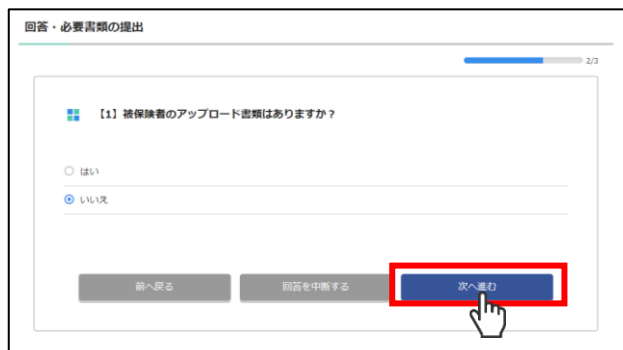 回答・必要書類の提出
2/3
【1】被保険者のアップロード書類はありますか？
はい
いいえ
前へ戻る
回答を中断する
次へ進む